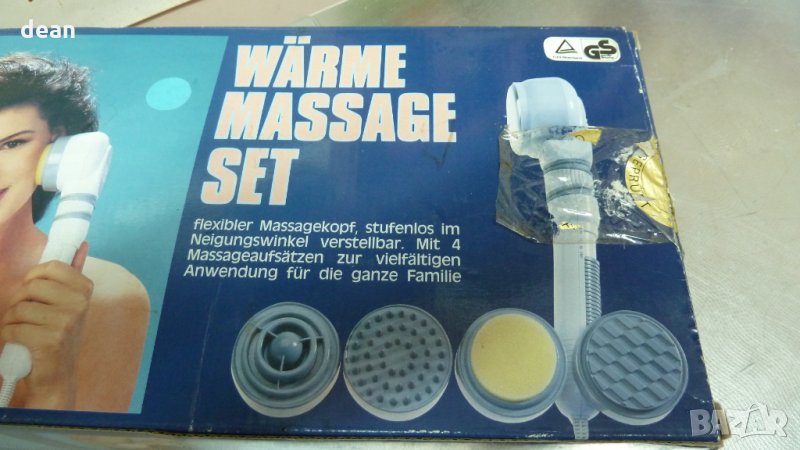 dean
WÄRME
MASSAGE
SET
flexibler Massagekopf, stufenlos im
Neigungswinkel verstellbar. Mit 4
Massageaufsätzen zur vielfältigen
Anwendung für die ganze Familie
GS
GEPRÜFT
BAZAR